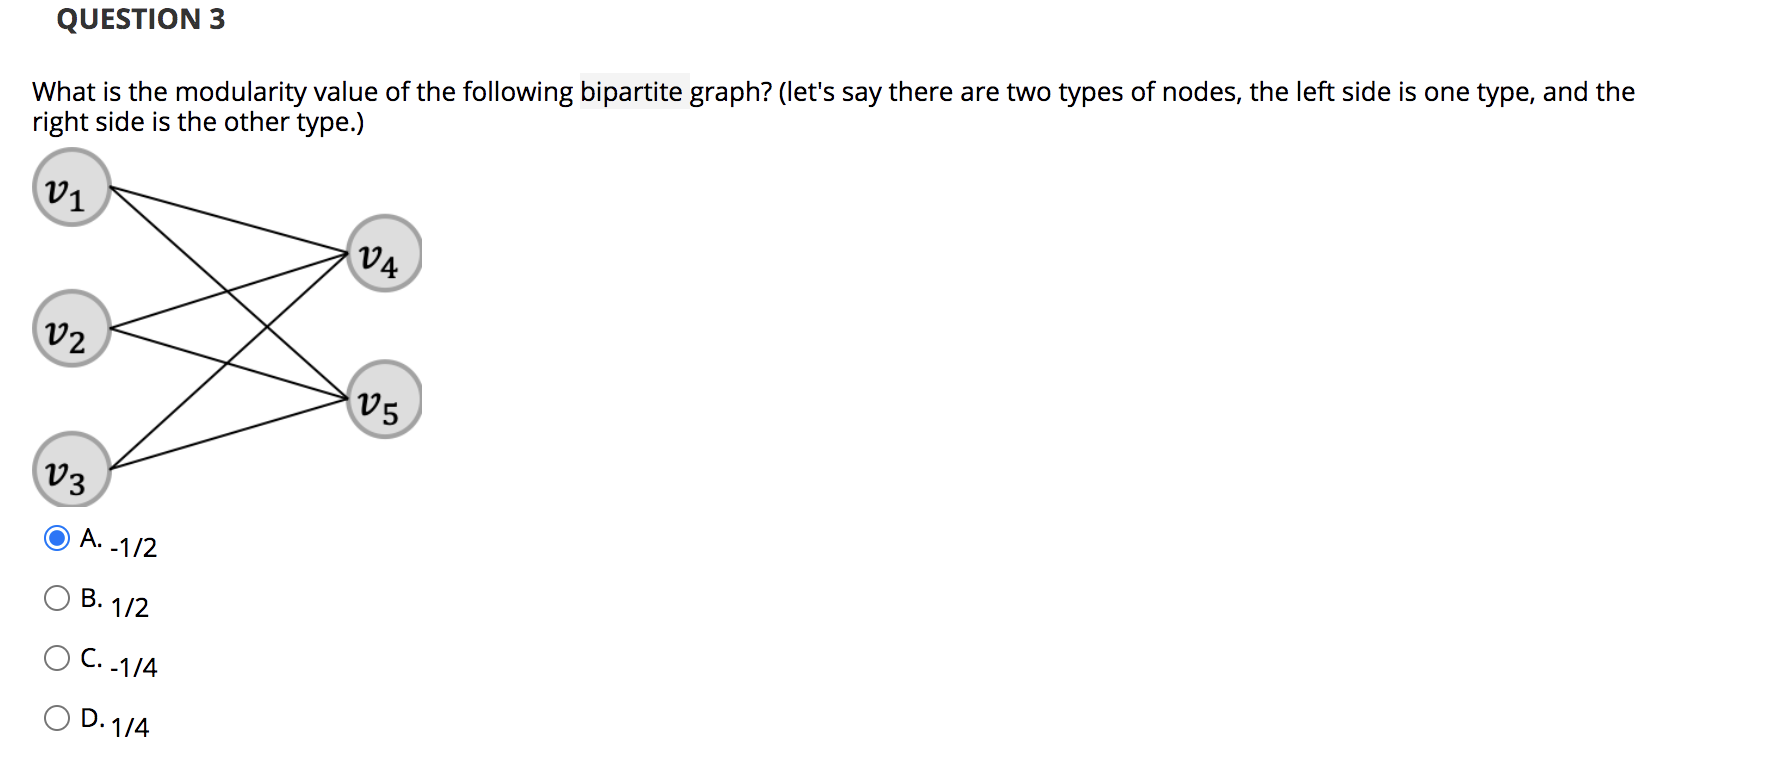 QUESTION 3
What is the modularity value of the following bipartite graph? (let's say there are two types of nodes, the left side is one type, and the
right side is the other type.)
v1
v4
v2
v5
v3
A. -1/2
B. 1/2
C. -1/4
D. 1/4